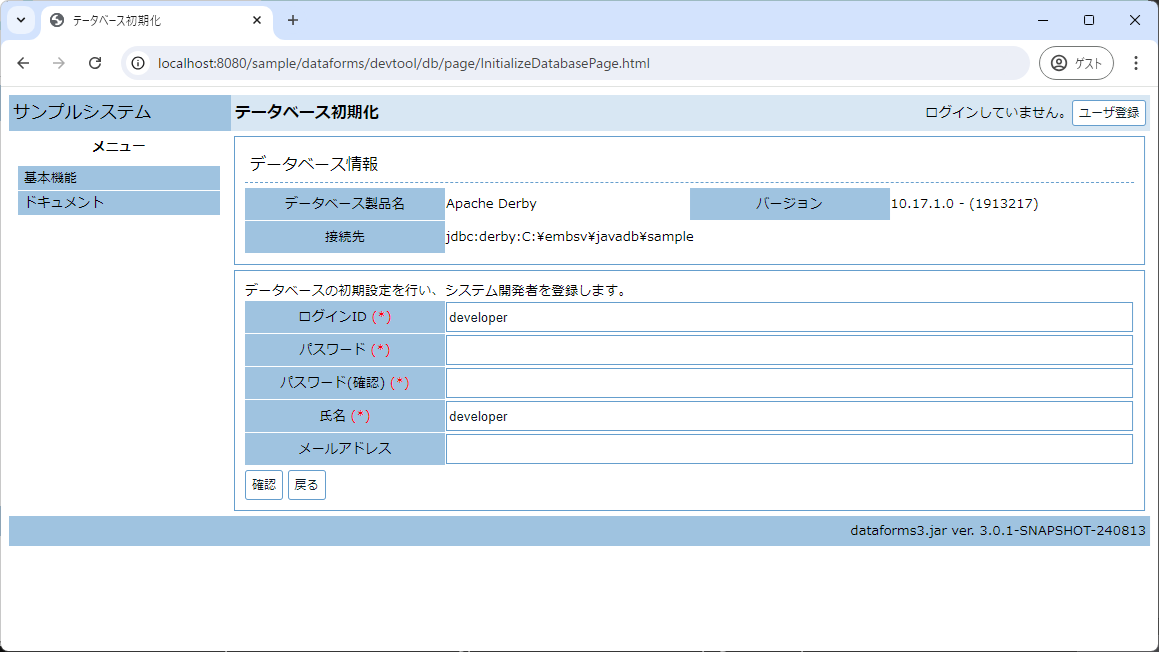 データベース初期化
localhost:8080/sample/dataforms/devtool/db/page/InitializeDatabasePage.html
ゲスト
サンプルシステム
データベース初期化
ログインしていません。 ユーザ登録
メニュー
基本機能
ドキュメント
データベース情報
データベース製品名 Apache Derby バージョン 10.17.1.0 - (1913217)
接続先 jdbc:derby:C:¥embsv¥javadb¥sample
データベースの初期設定を行い、システム開発者を登録します。
ログインID (*) developer
パスワード (*)
パスワード(確認) (*)
氏名 (*) developer
メールアドレス
確認 戻る
dataforms3.jar ver. 3.0.1-SNAPSHOT-240813